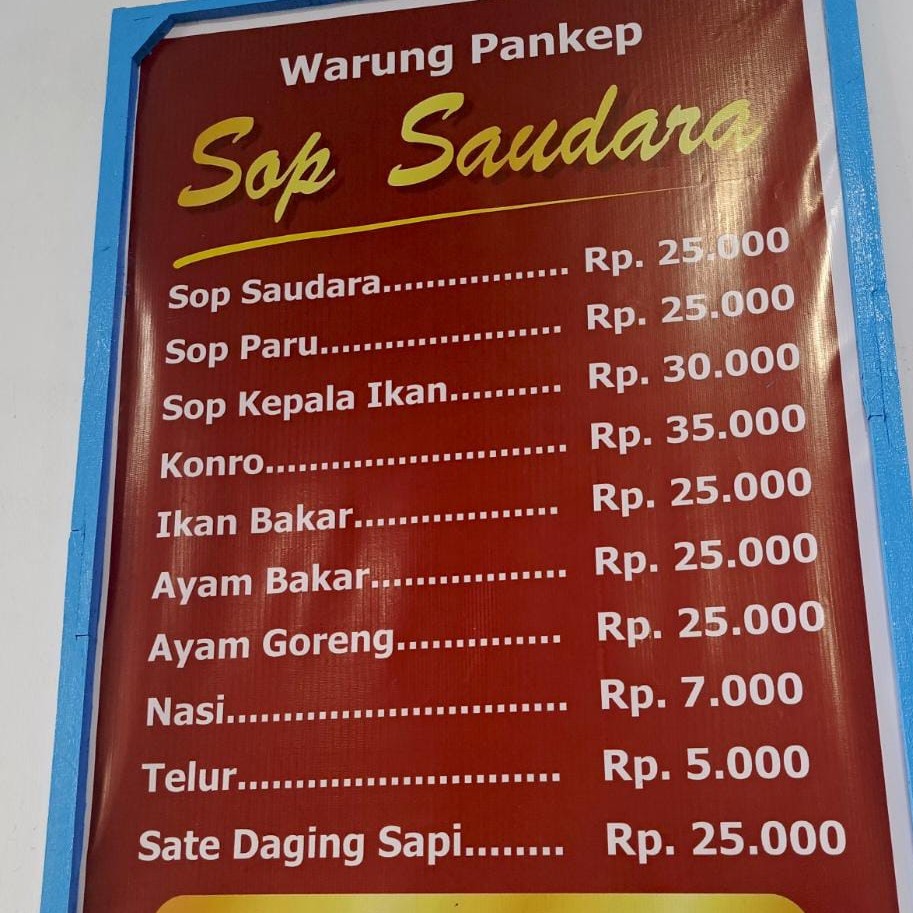 Warung Pankep
Sop Saudara
Sop Saudara................. Rp. 25.000
Sop Paru....................... Rp. 25.000
Sop Kepala Ikan.......... Rp. 30.000
Konro............................ Rp. 35.000
Ikan Bakar................... Rp. 25.000
Ayam Bakar.................. Rp. 25.000
Ayam Goreng............... Rp. 25.000
Nasi............................... Rp. 7.000
Telur............................. Rp. 5.000
Sate Daging Sapi......... Rp. 25.000